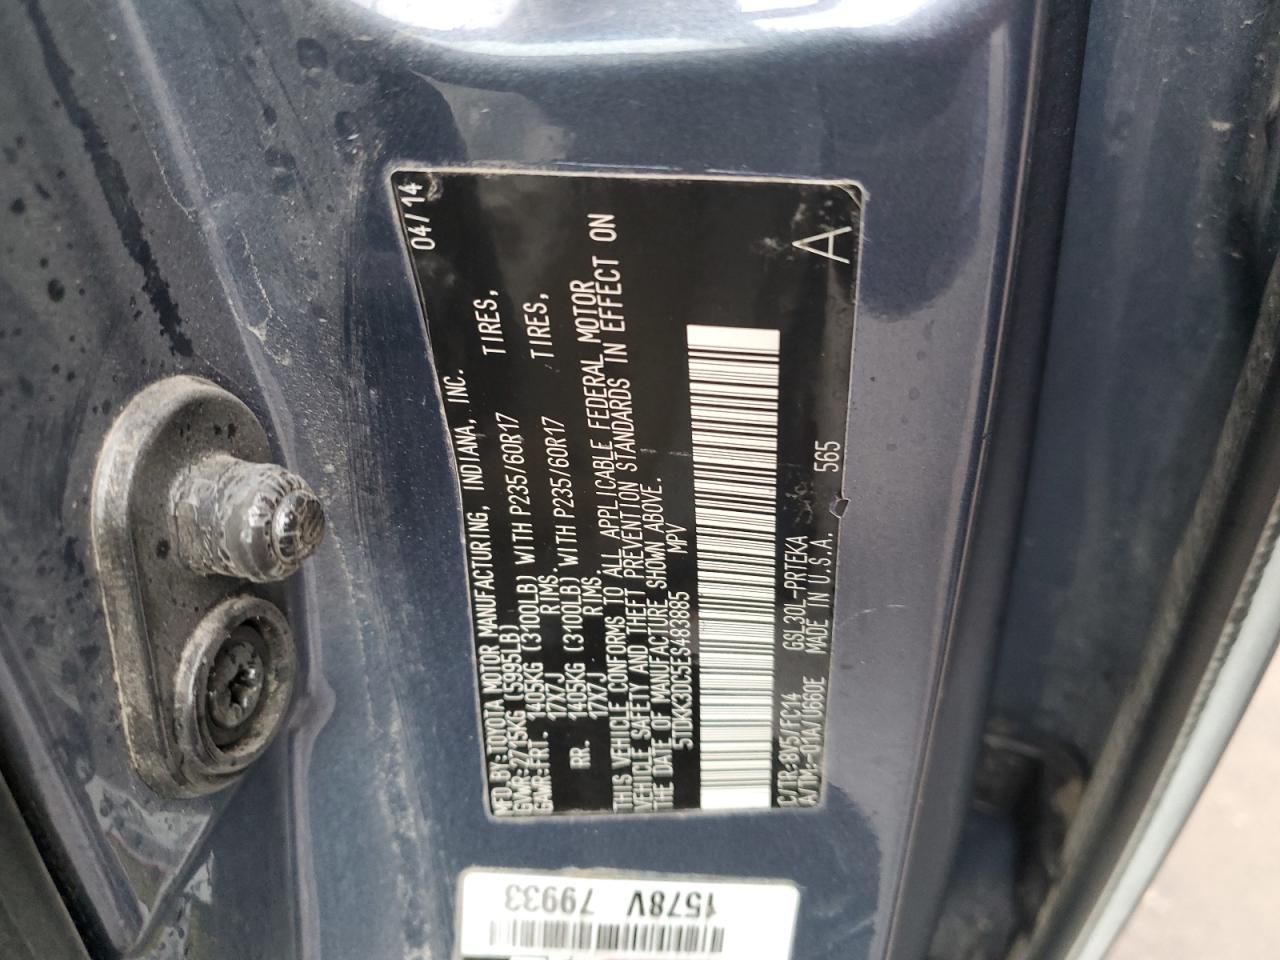 MFD.BY:TOYOTA MOTOR MANUFACTURING, INDIANA, INC. 04/14
GVWR:2715KG (5995LB)
GAWR:FRT. 1405KG (3100LB) WITH P235/60R17 TIRES,
17X7J RIMS.
RR. 1405KG (3100LB) WITH P235/60R17 TIRES,
17X7J RIMS.
THIS VEHICLE CONFORMS TO ALL APPLICABLE FEDERAL MOTOR
VEHICLE SAFETY AND THEFT PREVENTION STANDARDS IN EFFECT ON
THE DATE OF MANUFACTURE SHOWN ABOVE.
5TDKK3DC5ES483885 MPV
C/TR:8V5/FC14 GSL30L-PRTEKA
A/TM:-01A/U660E MADE IN U.S.A. 565
A
1578V 79933